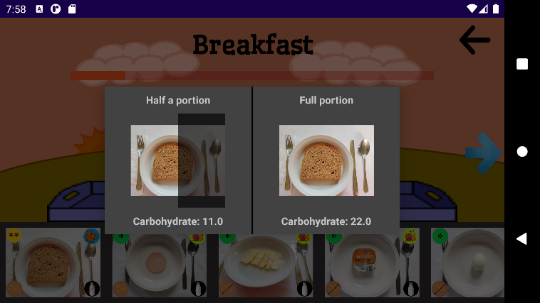 7:58
Breakfast
Half a portion
Full portion
Carbohydrate: 11.0
Carbohydrate: 22.0